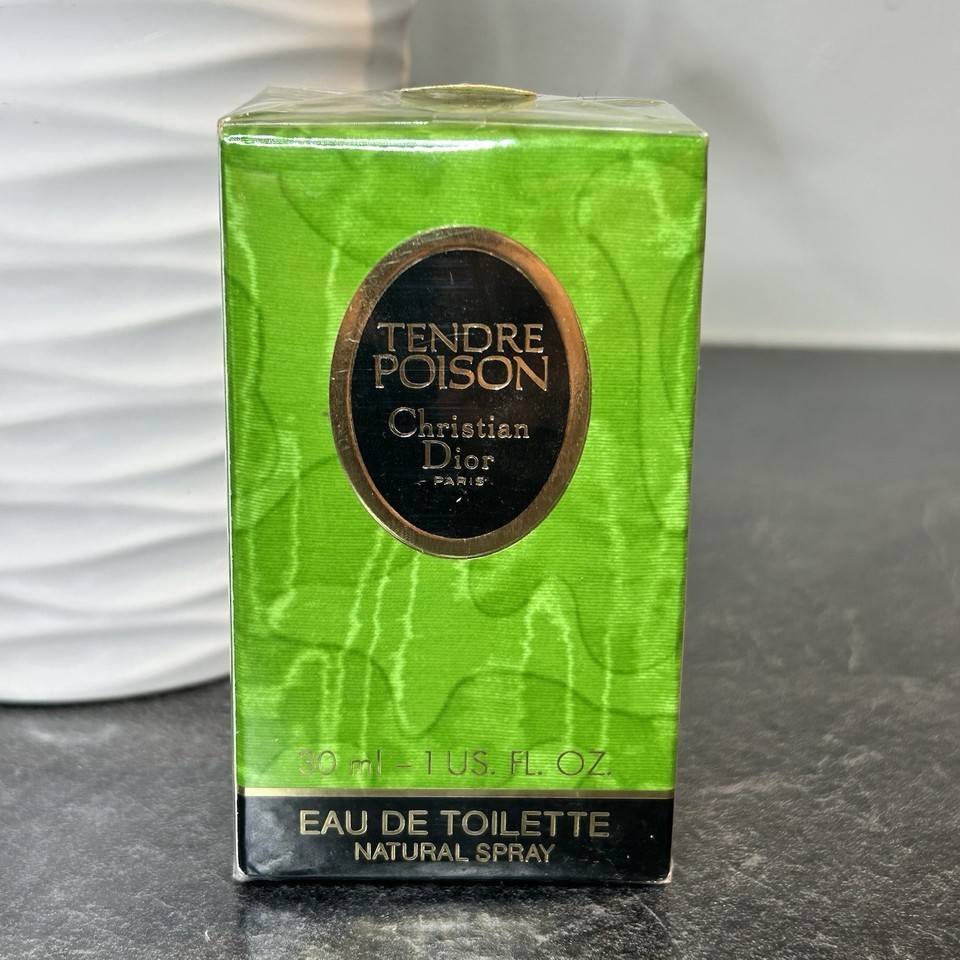 TENDRE
POISON
Christian
Dior
PARIS
30 ml – 1 US. FL. OZ.
EAU DE TOILETTE
NATURAL SPRAY